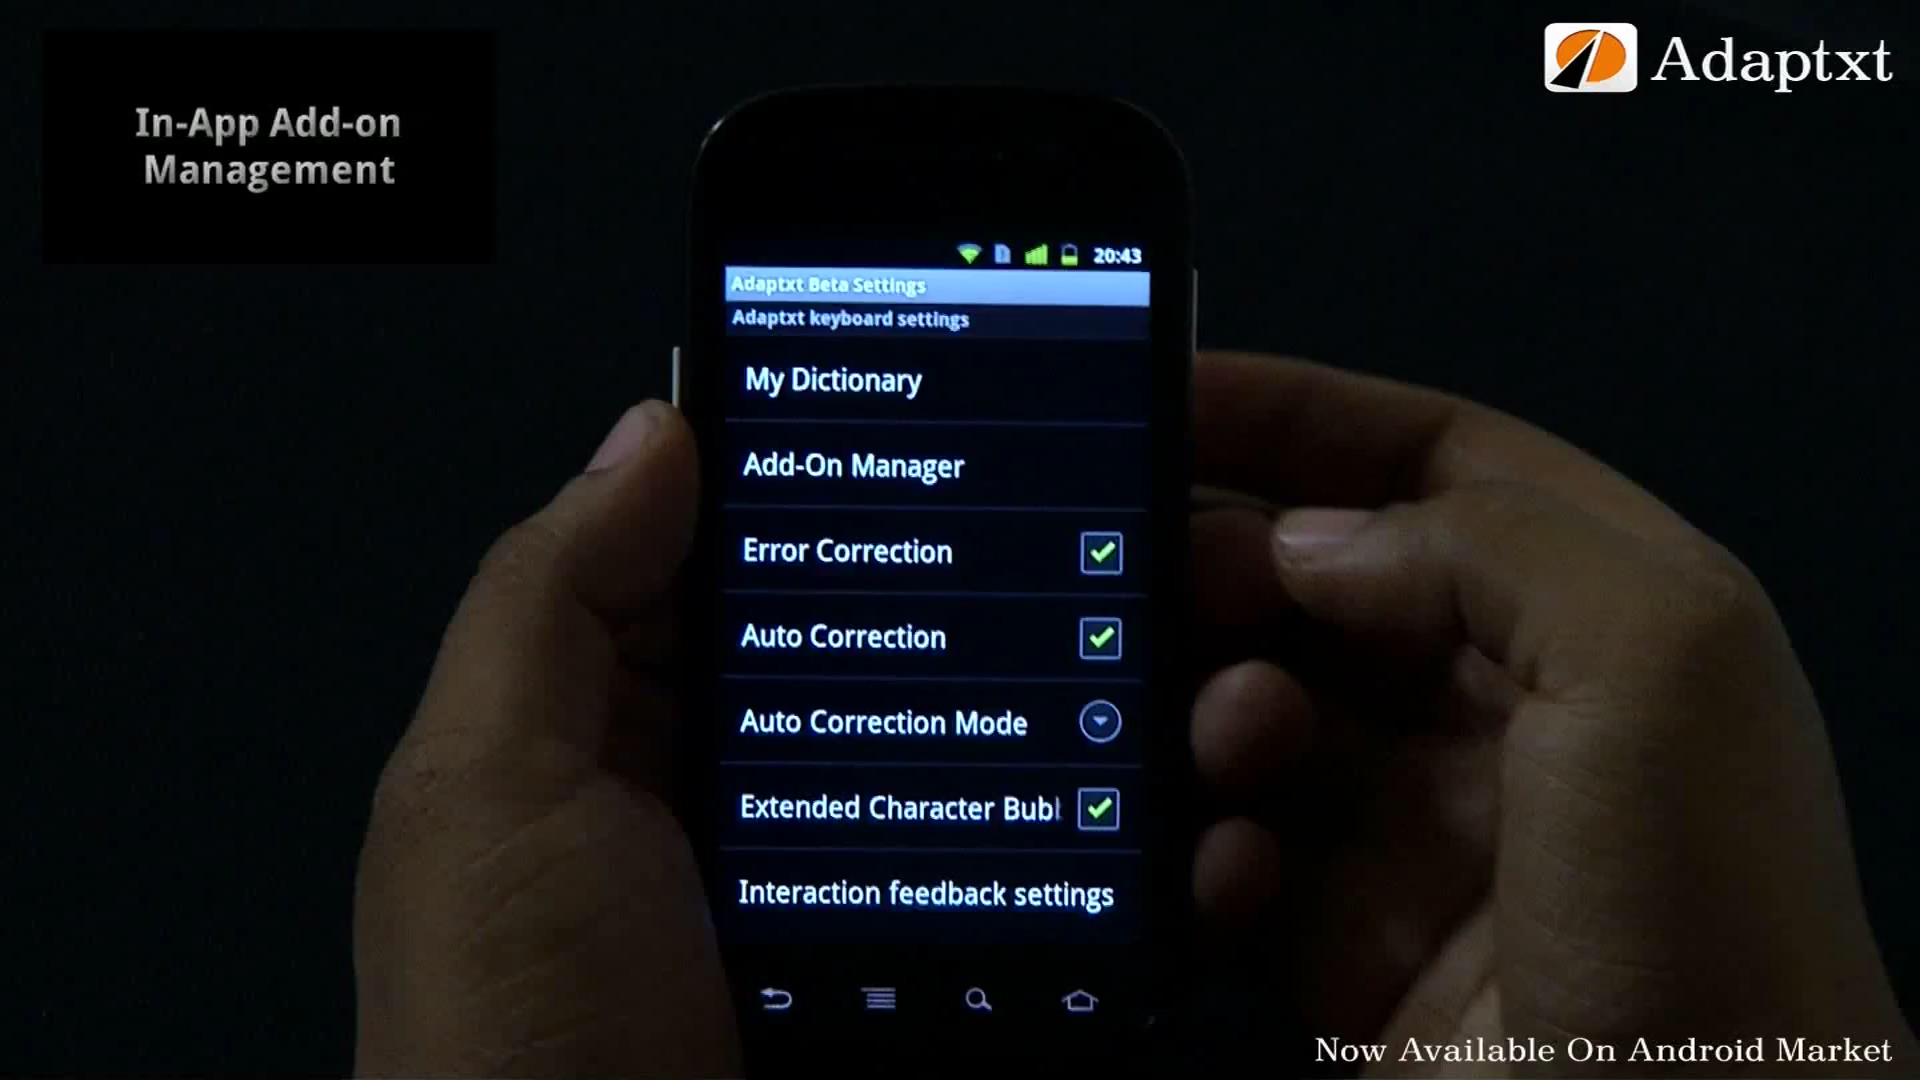 In-App Add-on
Management
Adaptxt
20:43
Adaptxt Beta Settings
Adaptxt keyboard settings
My Dictionary
Add-On Manager
Error Correction
Auto Correction
Auto Correction Mode
Extended Character Bubl
Interaction feedback settings
Now Available On Android Market